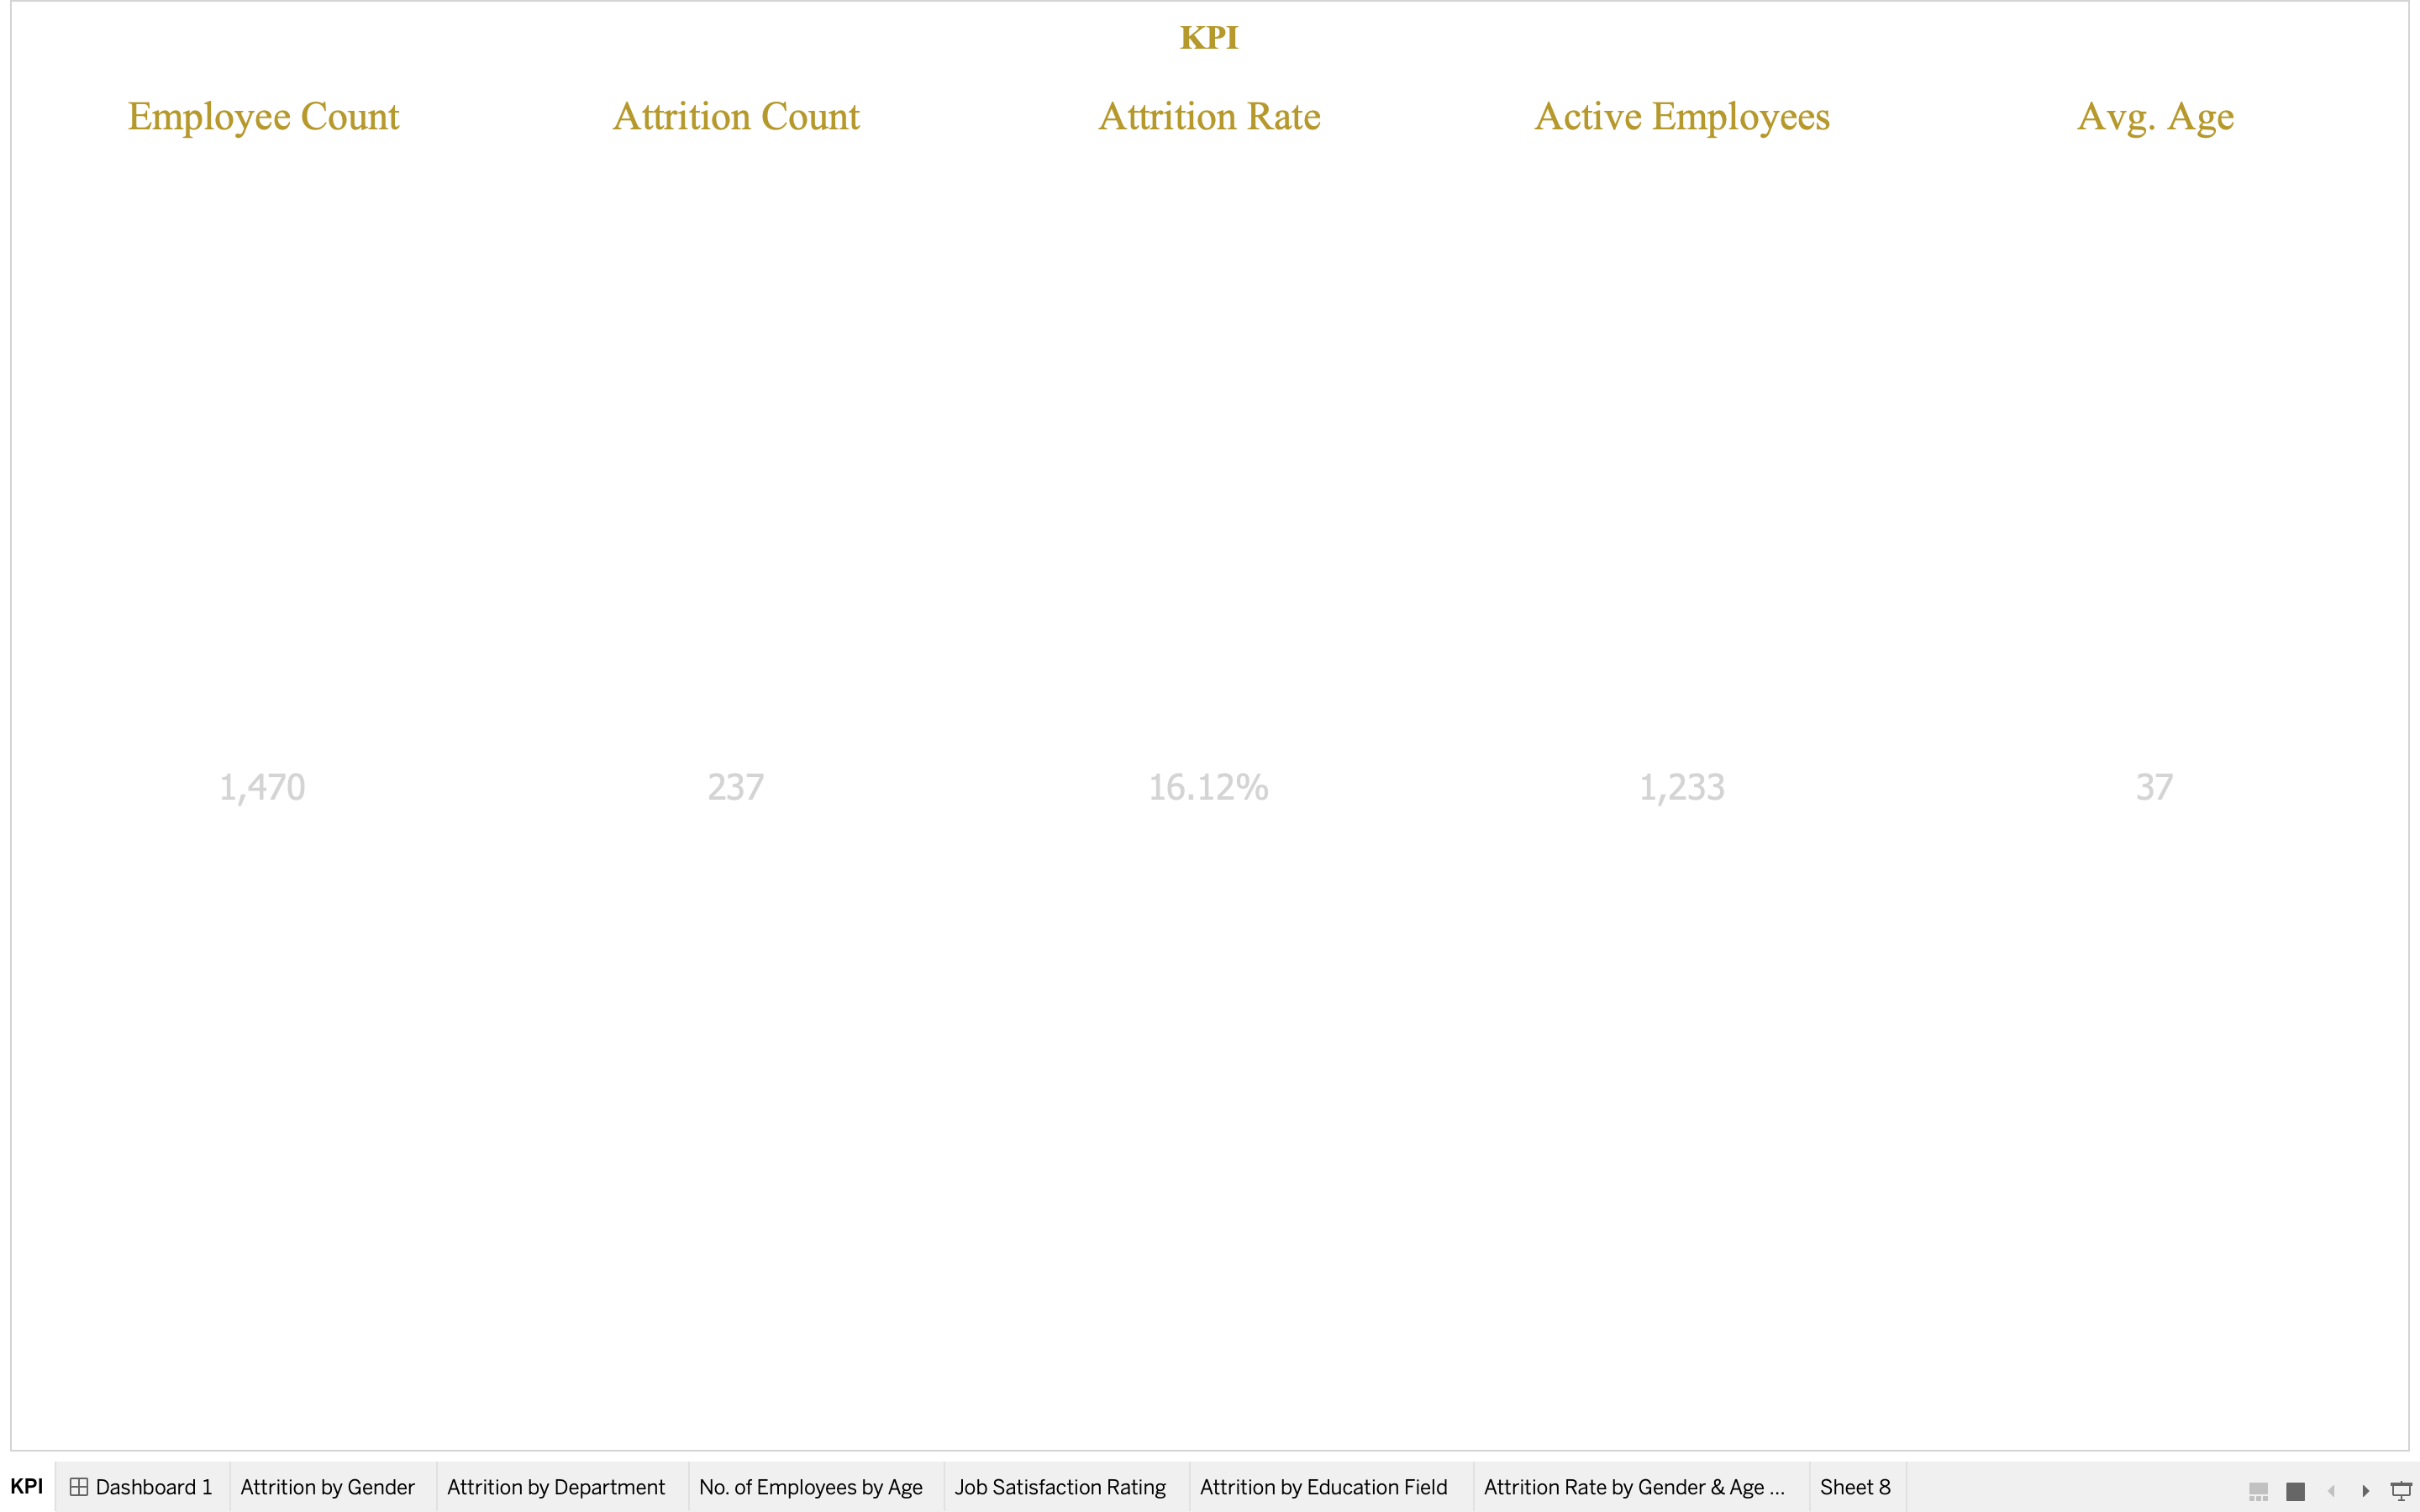 KPI
Employee Count Attrition Count Attrition Rate Active Employees Avg. Age
1,470 237 16.12% 1,233 37
KPI Dashboard 1 Attrition by Gender Attrition by Department No. of Employees by Age Job Satisfaction Rating Attrition by Education Field Attrition Rate by Gender & Age ... Sheet 8